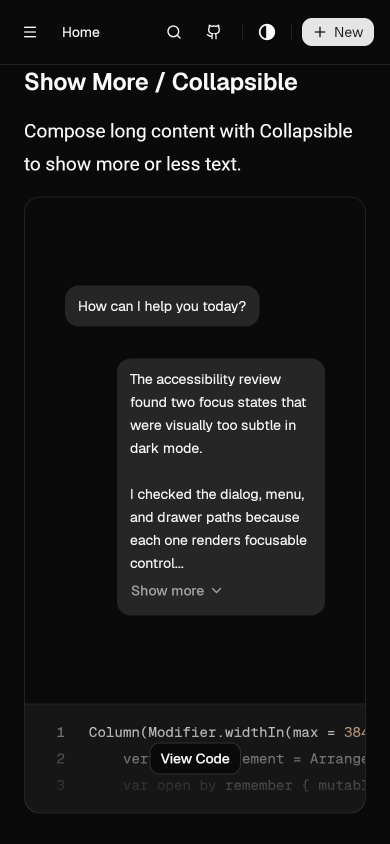 Home
New
Show More / Collapsible
Compose long content with Collapsible
to show more or less text.
How can I help you today?
The accessibility review
found two focus states that
were visually too subtle in
dark mode.
I checked the dialog, menu,
and drawer paths because
each one renders focusable
control...
Show more
1 Column(Modifier.widthIn(max = 384
2 ver ement = Arrange
View Code
3 var open by remember { mutabl